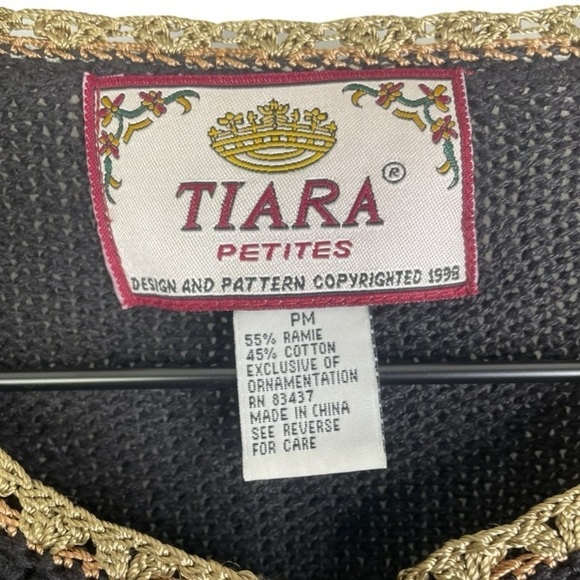 TIARA ®
PETITES
DESIGN AND PATTERN COPYRIGHTED 1998
PM
55% RAMIE
45% COTTON
EXCLUSIVE OF
ORNAMENTATION
RN 83437
MADE IN CHINA
SEE REVERSE
FOR CARE